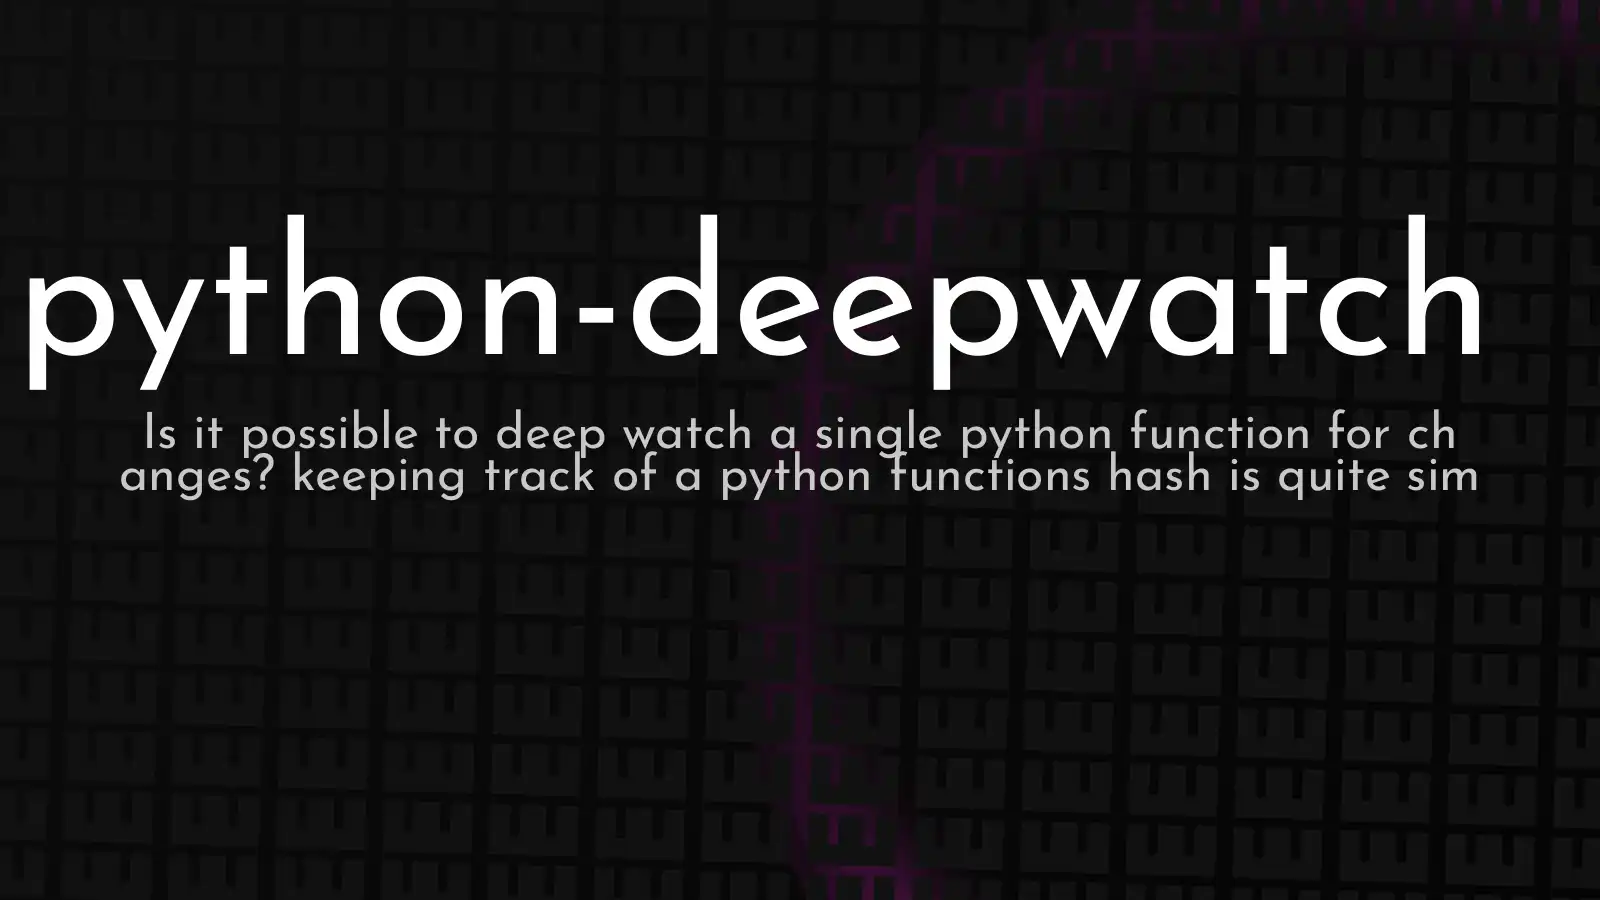 python-deepwatch
Is it possible to deep watch a single python function for ch
anges? keeping track of a python functions hash is quite sim